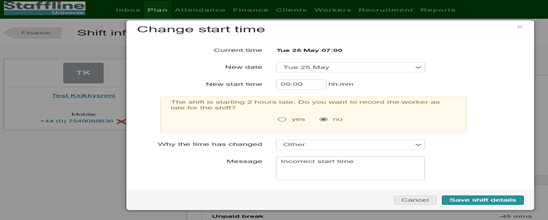 Staffline
Universe
Inbox Plan Attendance Finance Clients Workers Recruitment Reports
Finance
Shift
Change start time
×
TK
Mobile
+44 (0) 7549088636
Current time Tue 25 May 07:00
New date Tue 25 May
New start time 09:00 hh:mm
The shift is starting 2 hours late. Do you want to record the worker as
late for the shift?
yes no
Why the time has changed Other
Message Incorrect start time
Cancel Save shift details
Unpaid break -45 mins